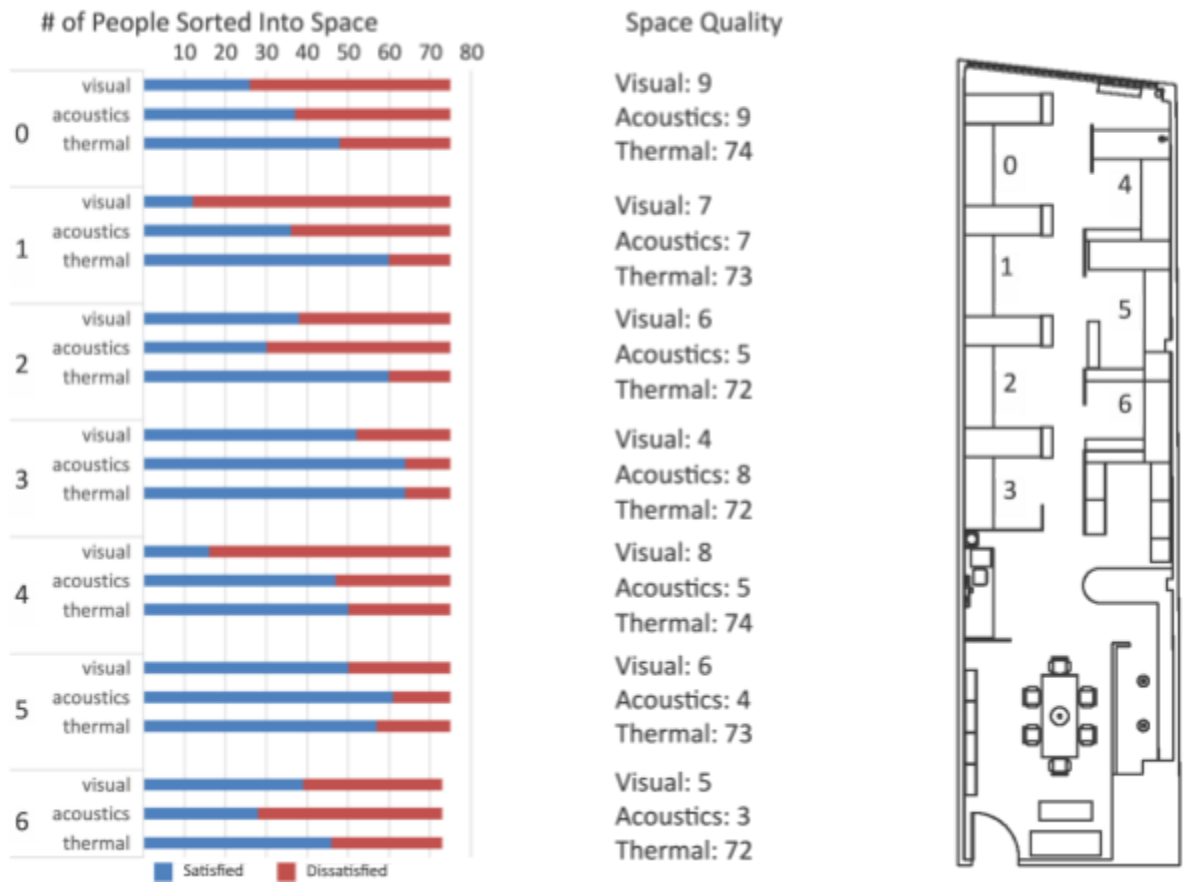 # of People Sorted Into Space
Space Quality
10 20 30 40 50 60 70 80
0
visual
acoustics
thermal
Visual: 9
Acoustics: 9
Thermal: 74
1
visual
acoustics
thermal
Visual: 7
Acoustics: 7
Thermal: 73
2
visual
acoustics
thermal
Visual: 6
Acoustics: 5
Thermal: 72
3
visual
acoustics
thermal
Visual: 4
Acoustics: 8
Thermal: 72
4
visual
acoustics
thermal
Visual: 8
Acoustics: 5
Thermal: 74
5
visual
acoustics
thermal
Visual: 6
Acoustics: 4
Thermal: 73
6
visual
acoustics
thermal
Visual: 5
Acoustics: 3
Thermal: 72
Satisfied Dissatisfied
0
4
1
5
2
6
3